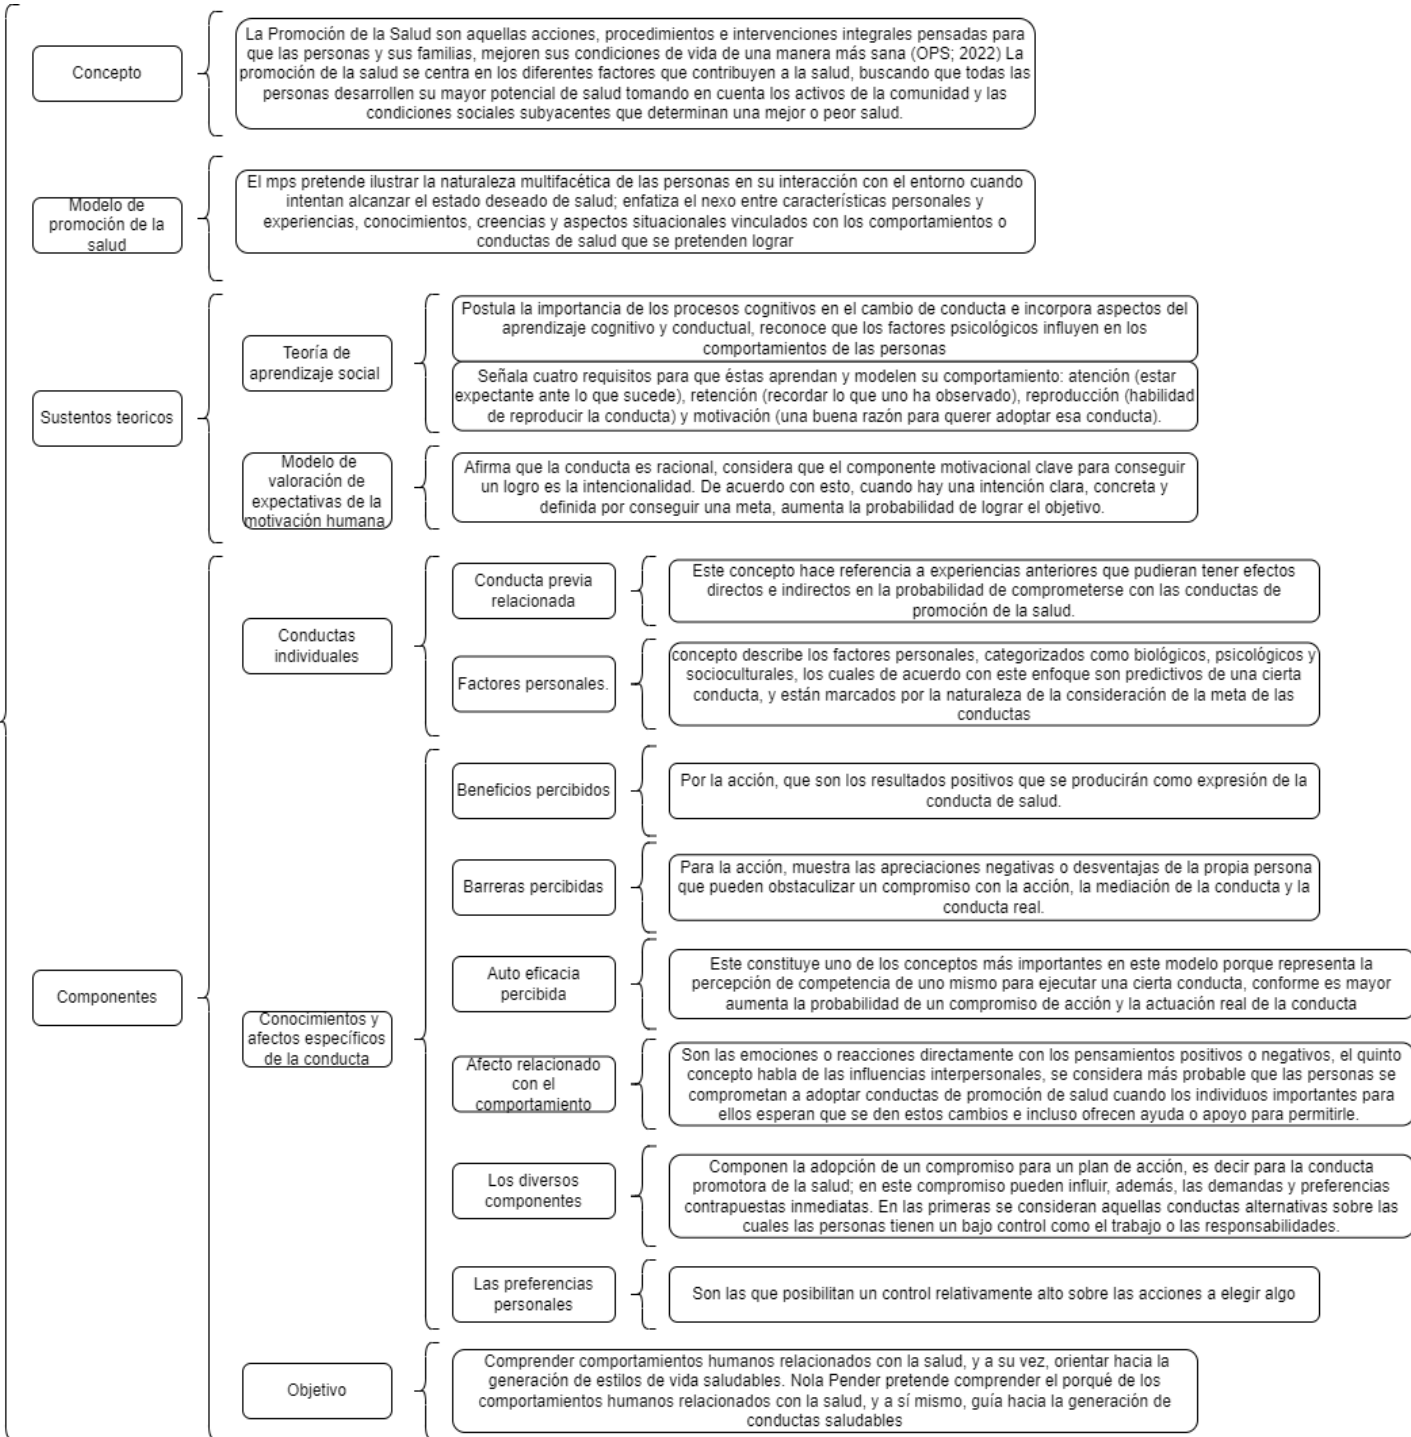 Concepto
La Promoción de la Salud son aquellas acciones, procedimientos e intervenciones integrales pensadas para
que las personas y sus familias, mejoren sus condiciones de vida de una manera más sana (OPS; 2022) La
promoción de la salud se centra en los diferentes factores que contribuyen a la salud, buscando que todas las
personas desarrollen su mayor potencial de salud tomando en cuenta los activos de la comunidad y las
condiciones sociales subyacentes que determinan una mejor o peor salud.
Modelo de
promoción de la
salud
El mps pretende ilustrar la naturaleza multifacética de las personas en su interacción con el entorno cuando
intentan alcanzar el estado deseado de salud; enfatiza el nexo entre características personales y
experiencias, conocimientos, creencias y aspectos situacionales vinculados con los comportamientos o
conductas de salud que se pretenden lograr
Sustentos teoricos
Teoría de
aprendizaje social
Postula la importancia de los procesos cognitivos en el cambio de conducta e incorpora aspectos del
aprendizaje cognitivo y conductual, reconoce que los factores psicológicos influyen en los
comportamientos de las personas
Señala cuatro requisitos para que éstas aprendan y modelen su comportamiento: atención (estar
expectante ante lo que sucede), retención (recordar lo que uno ha observado), reproducción (habilidad
de reproducir la conducta) y motivación (una buena razón para querer adoptar esa conducta).
Modelo de
valoración de
expectativas de la
motivación humana
Afirma que la conducta es racional, considera que el componente motivacional clave para conseguir
un logro es la intencionalidad. De acuerdo con esto, cuando hay una intención clara, concreta y
definida por conseguir una meta, aumenta la probabilidad de lograr el objetivo.
Componentes
Conductas
individuales
Conducta previa
relacionada
Este concepto hace referencia a experiencias anteriores que pudieran tener efectos
directos e indirectos en la probabilidad de comprometerse con las conductas de
promoción de la salud.
Factores personales.
concepto describe los factores personales, categorizados como biológicos, psicológicos y
socioculturales, los cuales de acuerdo con este enfoque son predictivos de una cierta
conducta, y están marcados por la naturaleza de la consideración de la meta de las
conductas
Conocimientos y
afectos específicos
de la conducta
Beneficios percibidos
Por la acción, que son los resultados positivos que se producirán como expresión de la
conducta de salud.
Barreras percibidas
Para la acción, muestra las apreciaciones negativas o desventajas de la propia persona
que pueden obstaculizar un compromiso con la acción, la mediación de la conducta y la
conducta real.
Auto eficacia
percibida
Este constituye uno de los conceptos más importantes en este modelo porque representa la
percepción de competencia de uno mismo para ejecutar una cierta conducta, conforme es mayor
aumenta la probabilidad de un compromiso de acción y la actuación real de la conducta
Afecto relacionado
con el
comportamiento
Son las emociones o reacciones directamente con los pensamientos positivos o negativos, el quinto
concepto habla de las influencias interpersonales, se considera más probable que las personas se
comprometan a adoptar conductas de promoción de salud cuando los individuos importantes para
ellos esperan que se den estos cambios e incluso ofrecen ayuda o apoyo para permitirle.
Los diversos
componentes
Componen la adopción de un compromiso para un plan de acción, es decir para la conducta
promotora de la salud; en este compromiso pueden influir, además, las demandas y preferencias
contrapuestas inmediatas. En las primeras se consideran aquellas conductas alternativas sobre las
cuales las personas tienen un bajo control como el trabajo o las responsabilidades.
Las preferencias
personales
Son las que posibilitan un control relativamente alto sobre las acciones a elegir algo
Objetivo
Comprender comportamientos humanos relacionados con la salud, y a su vez, orientar hacia la
generación de estilos de vida saludables. Nola Pender pretende comprender el porqué de los
comportamientos humanos relacionados con la salud, y a sí mismo, guía hacia la generación de
conductas saludables